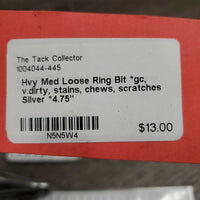 The Tack Collector
1004044-445
Hvy Med Loose Ring Bit *gc,
v.dirty, stains, chews, scratches
Silver *4.75"
N5N5W4
$13.00